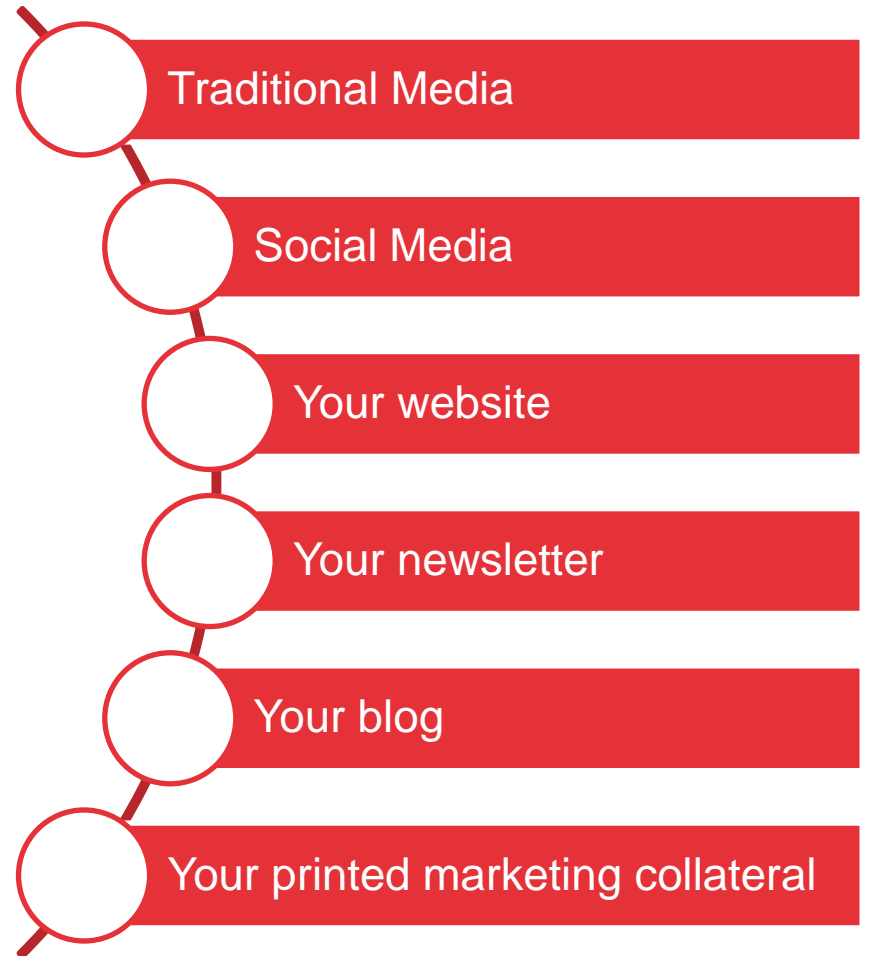 Traditional Media
Social Media
Your website
Your newsletter
Your blog
Your printed marketing collateral